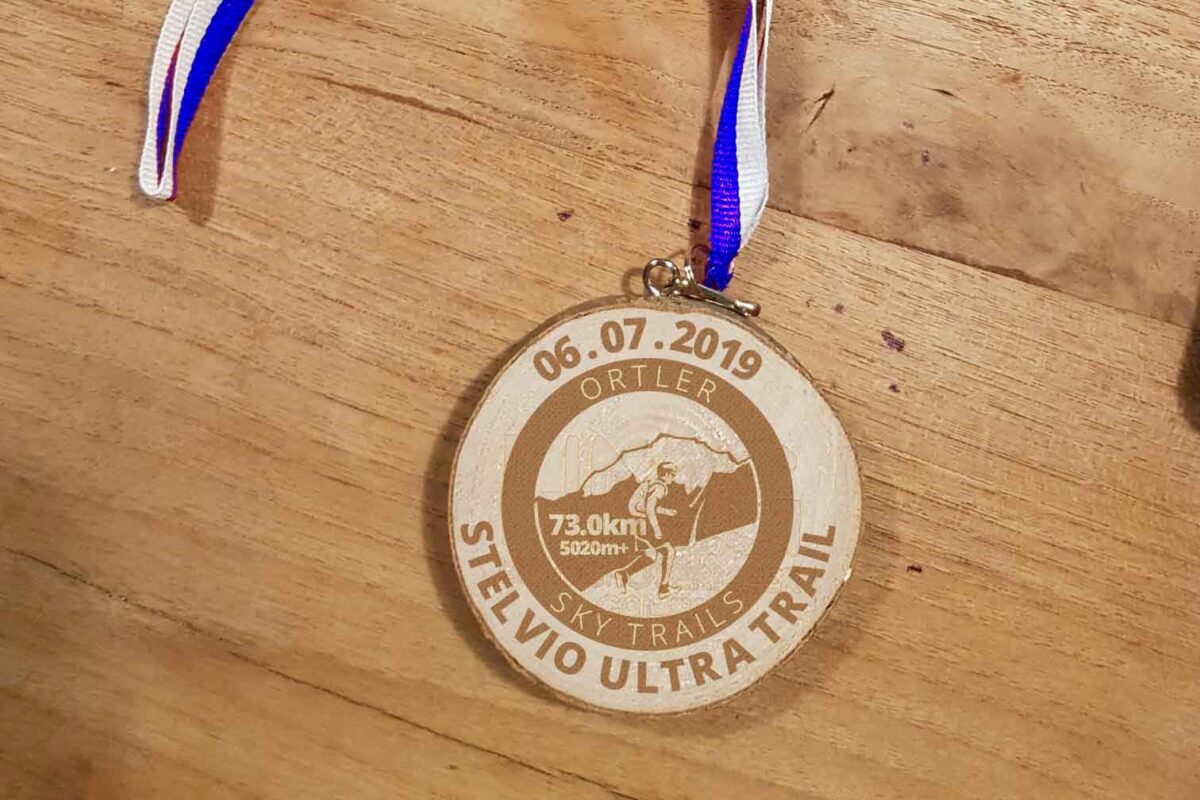 06.07.2019
ORTLER
73.0km
5020m+
SKY TRAILS
STELVIO ULTRA TRAIL